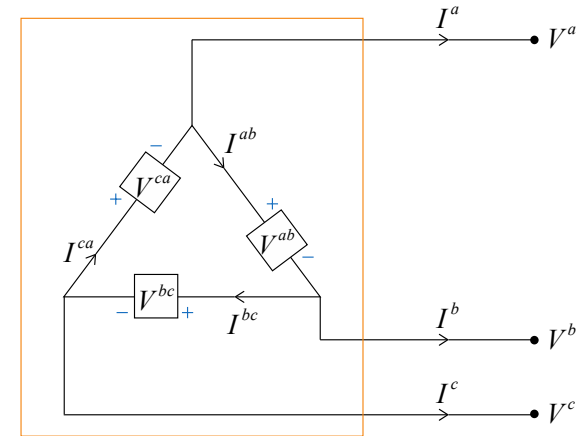 I^a
V^a
I^ab
−
V^ca
+
+
V^ab
−
I^ca
V^bc
−
+
I^bc
I^b
V^b
I^c
V^c